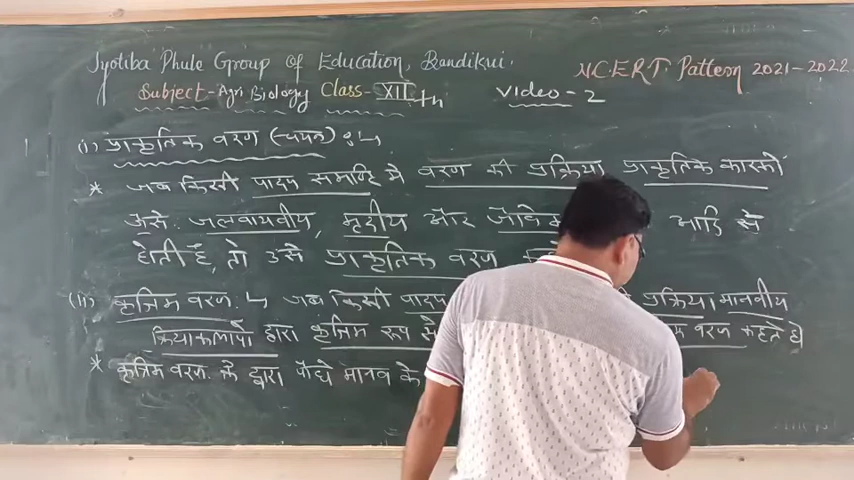 Jyotiba Phule Group of Education, Bandikui.
NCERT. Pattern 2021-2022
Subject - Agri Biology Class - XII th
Video - 2
(i) प्राकृतिक वरण (-चयन) :↳
* जब किसी पादप समष्टि मे वरण की प्रक्रिया प्राकृतिक कारको
जैसे. जलवायवीय, मृदीय और आदि से
होती है, तो उसे प्राकृतिक वरण
(ii) कृत्रिम वरण. ↳ जब किसी पादप प्रक्रिया मानवीय
क्रियाकलापो द्वारा कृत्रिम रूप से वरण कहते है
* कृत्रिम वरण. के द्वारा पौधे मानव के